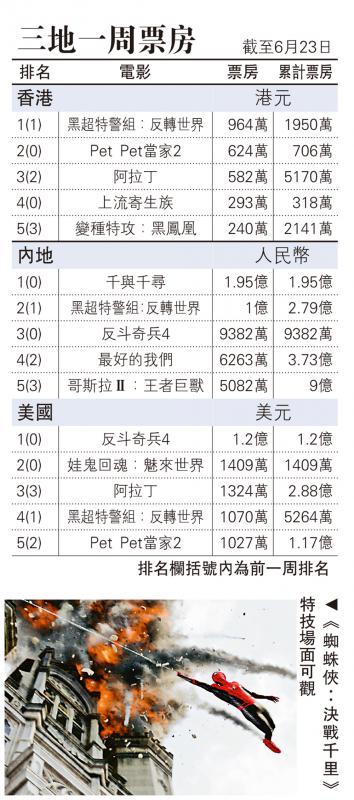 三地一周票房 截至6月23日
排名 電影 票房 累計票房
香港 港元
1(1) 黑超特警組：反轉世界 964萬 1950萬
2(0) Pet Pet當家2 624萬 706萬
3(2) 阿拉丁 582萬 5170萬
4(0) 上流寄生族 293萬 318萬
5(3) 變種特攻：黑鳳凰 240萬 2141萬
內地 人民幣
1(0) 千與千尋 1.95億 1.95億
2(1) 黑超特警組：反轉世界 1億 2.79億
3(0) 反斗奇兵4 9382萬 9382萬
4(2) 最好的我們 6263萬 3.73億
5(3) 哥斯拉Ⅱ：王者巨獸 5082萬 9億
美國 美元
1(0) 反斗奇兵4 1.2億 1.2億
2(0) 娃鬼回魂：魅來世界 1409萬 1409萬
3(3) 阿拉丁 1324萬 2.88億
4(1) 黑超特警組：反轉世界 1070萬 5264萬
5(2) Pet Pet當家2 1027萬 1.17億
排名欄括號內為前一周排名
◀《蜘蛛俠：決戰千里》
特技場面可觀